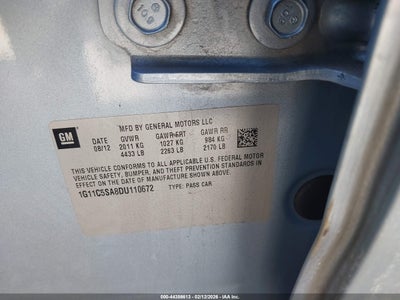 GM
MFD BY GENERAL MOTORS LLC
DATE GVWR GAWR FRT GAWR RR
08/12 2011 KG 1027 KG 984 KG
4433 LB 2263 LB 2170 LB
THIS VEHICLE CONFORMS TO ALL APPLICABLE U.S. FEDERAL MOTOR
VEHICLE SAFETY, BUMPER, AND THEFT PREVENTION STANDARDS IN
EFFECT ON THE DATE OF MANUFACTURE SHOWN ABOVE.
1G11C5SA8DU110672 TYPE: PASS CAR
000-44398613 - 02/12/2026 - IAAI.COM